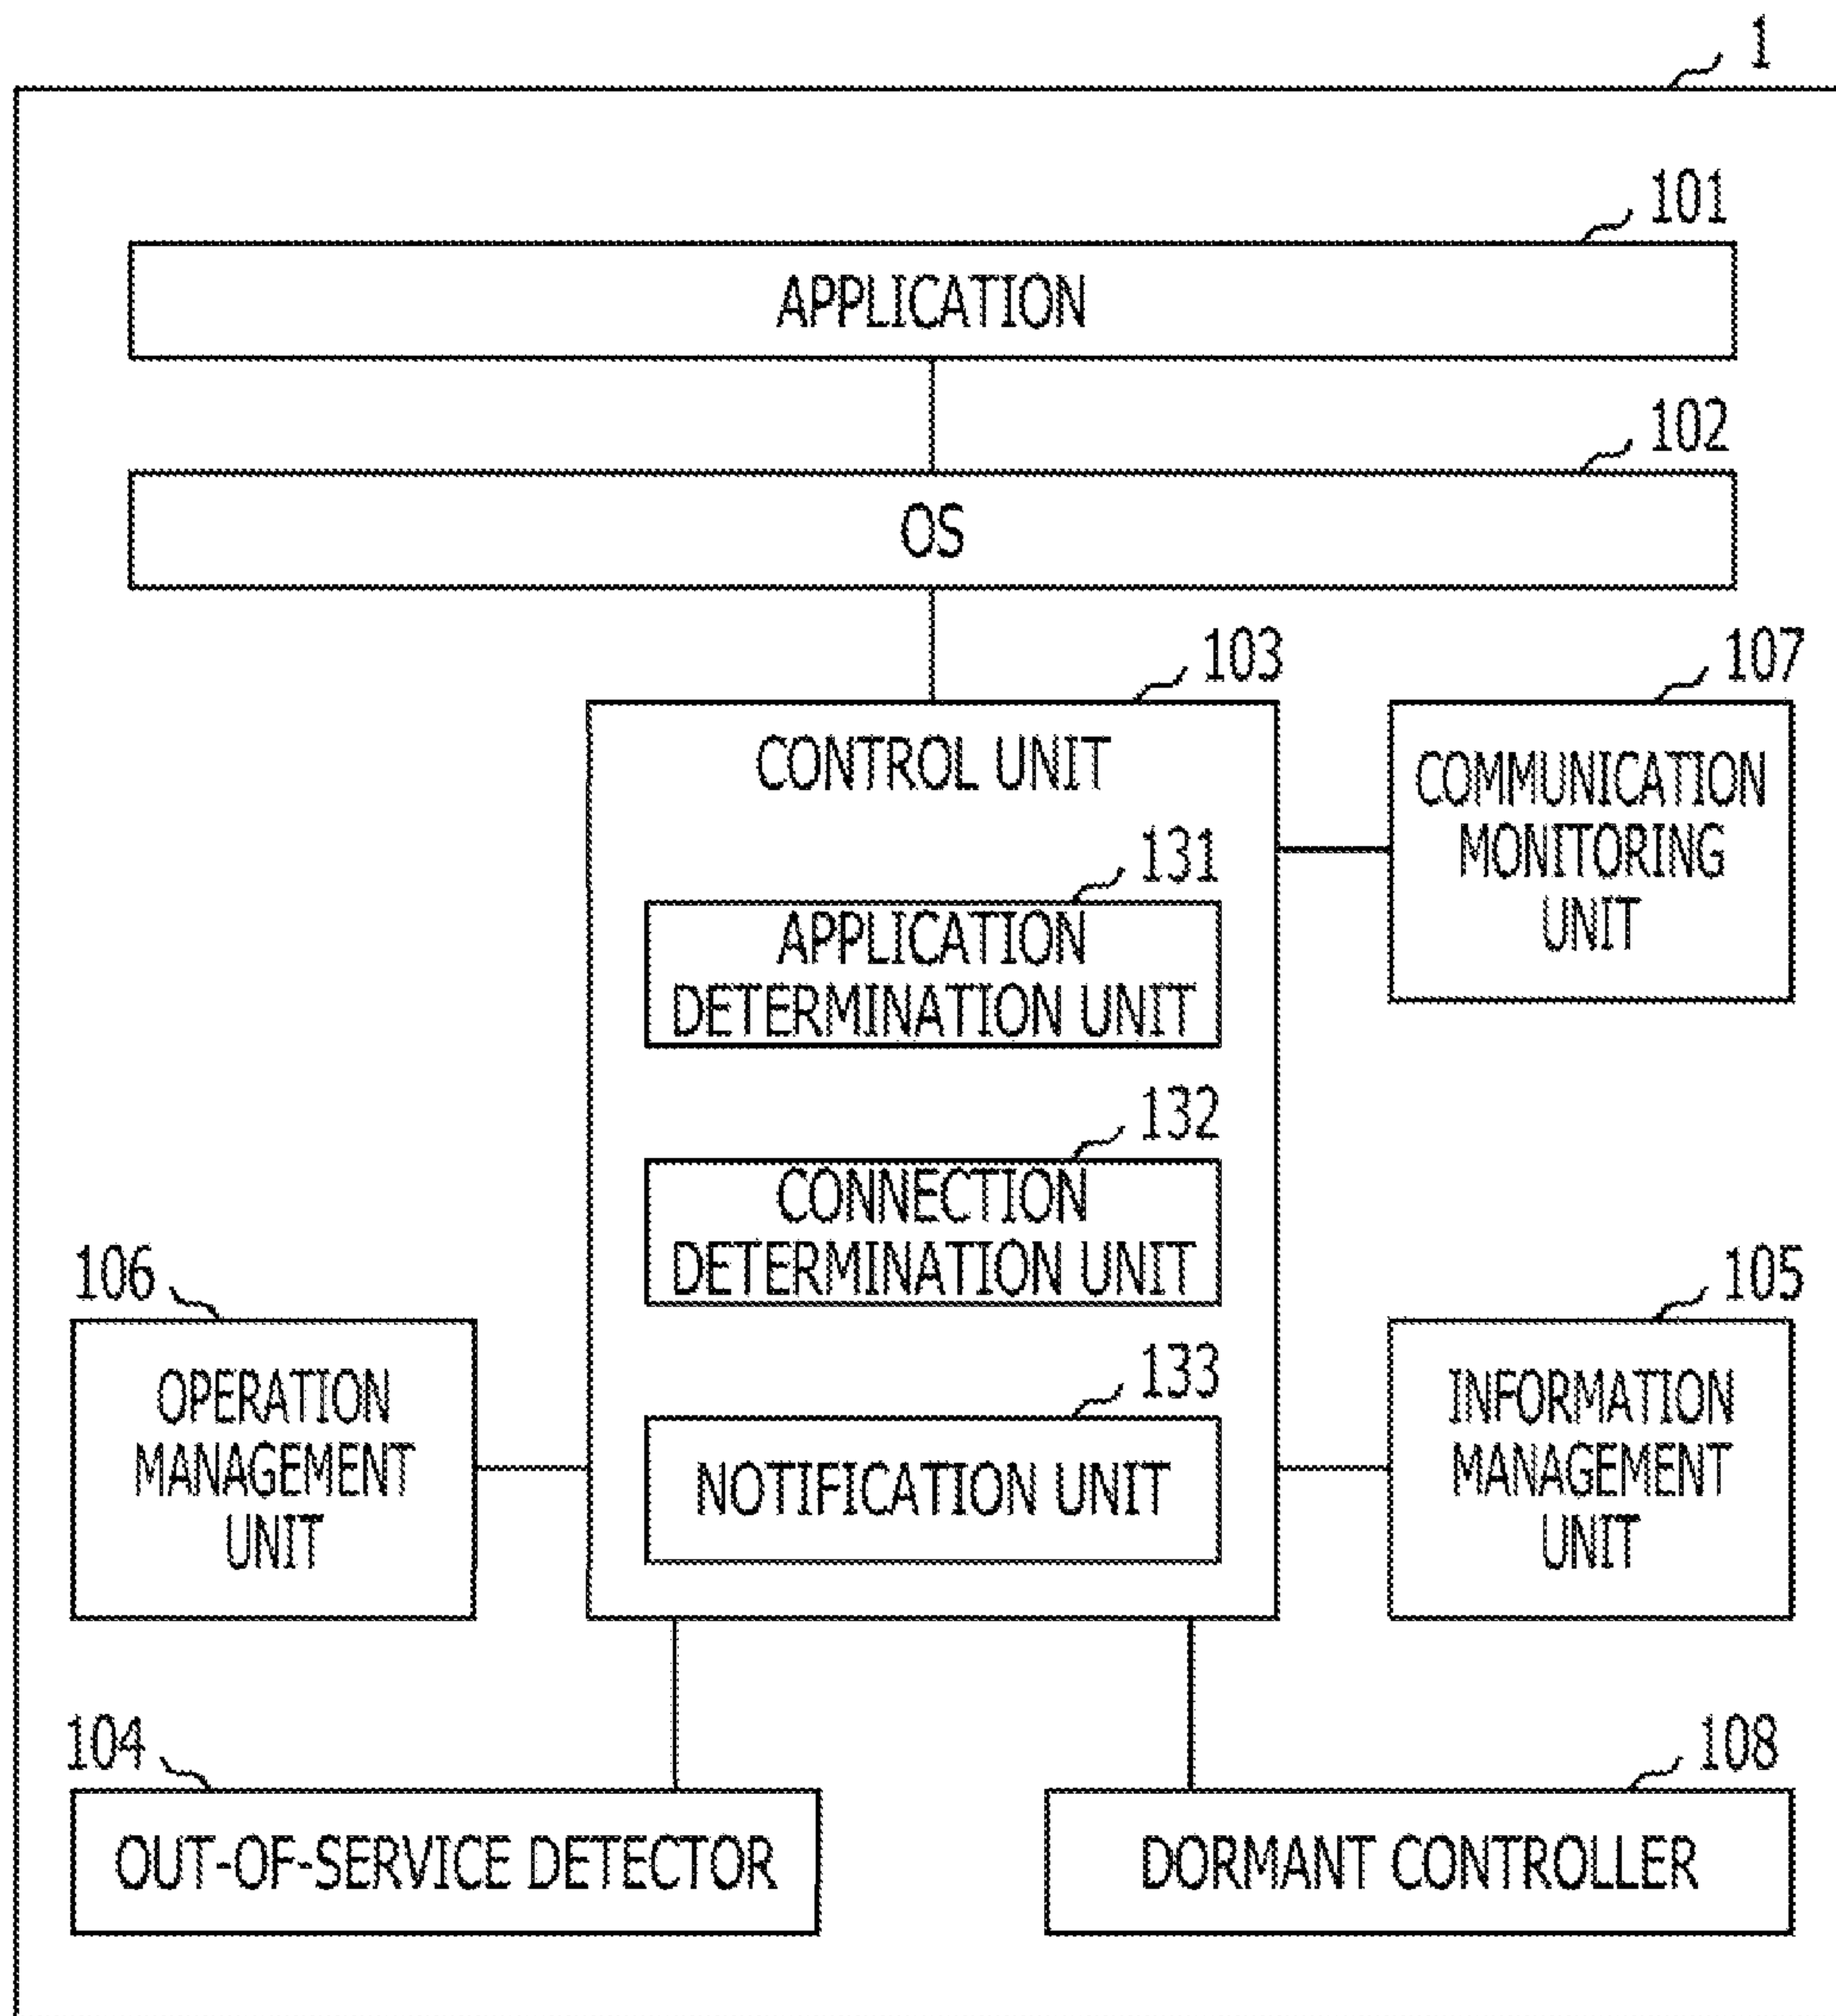 1
101
APPLICATION
102
OS
103
CONTROL UNIT
107
COMMUNICATION
MONITORING
UNIT
131
APPLICATION
DETERMINATION UNIT
132
CONNECTION
DETERMINATION UNIT
106
OPERATION
MANAGEMENT
UNIT
133
NOTIFICATION UNIT
105
INFORMATION
MANAGEMENT
UNIT
104
OUT-OF-SERVICE DETECTOR
108
DORMANT CONTROLLER